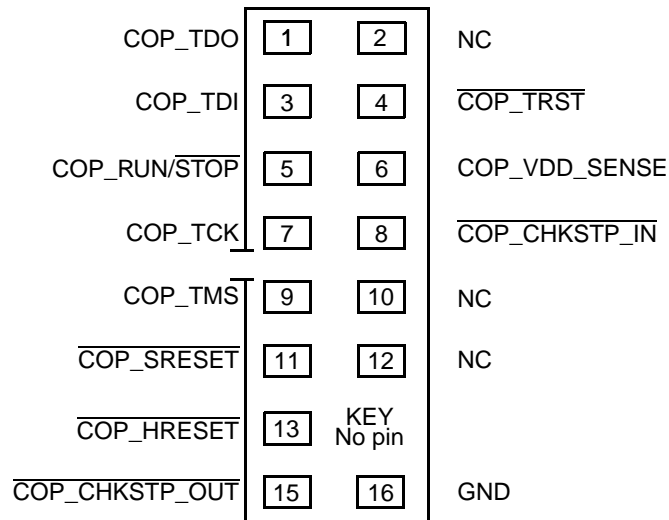 COP_TDO 1 2 NC
COP_TDI 3 4 COP_TRST
COP_RUN/STOP 5 6 COP_VDD_SENSE
COP_TCK 7 8 COP_CHKSTP_IN
COP_TMS 9 10 NC
COP_SRESET 11 12 NC
COP_HRESET 13 KEY
No pin
COP_CHKSTP_OUT 15 16 GND